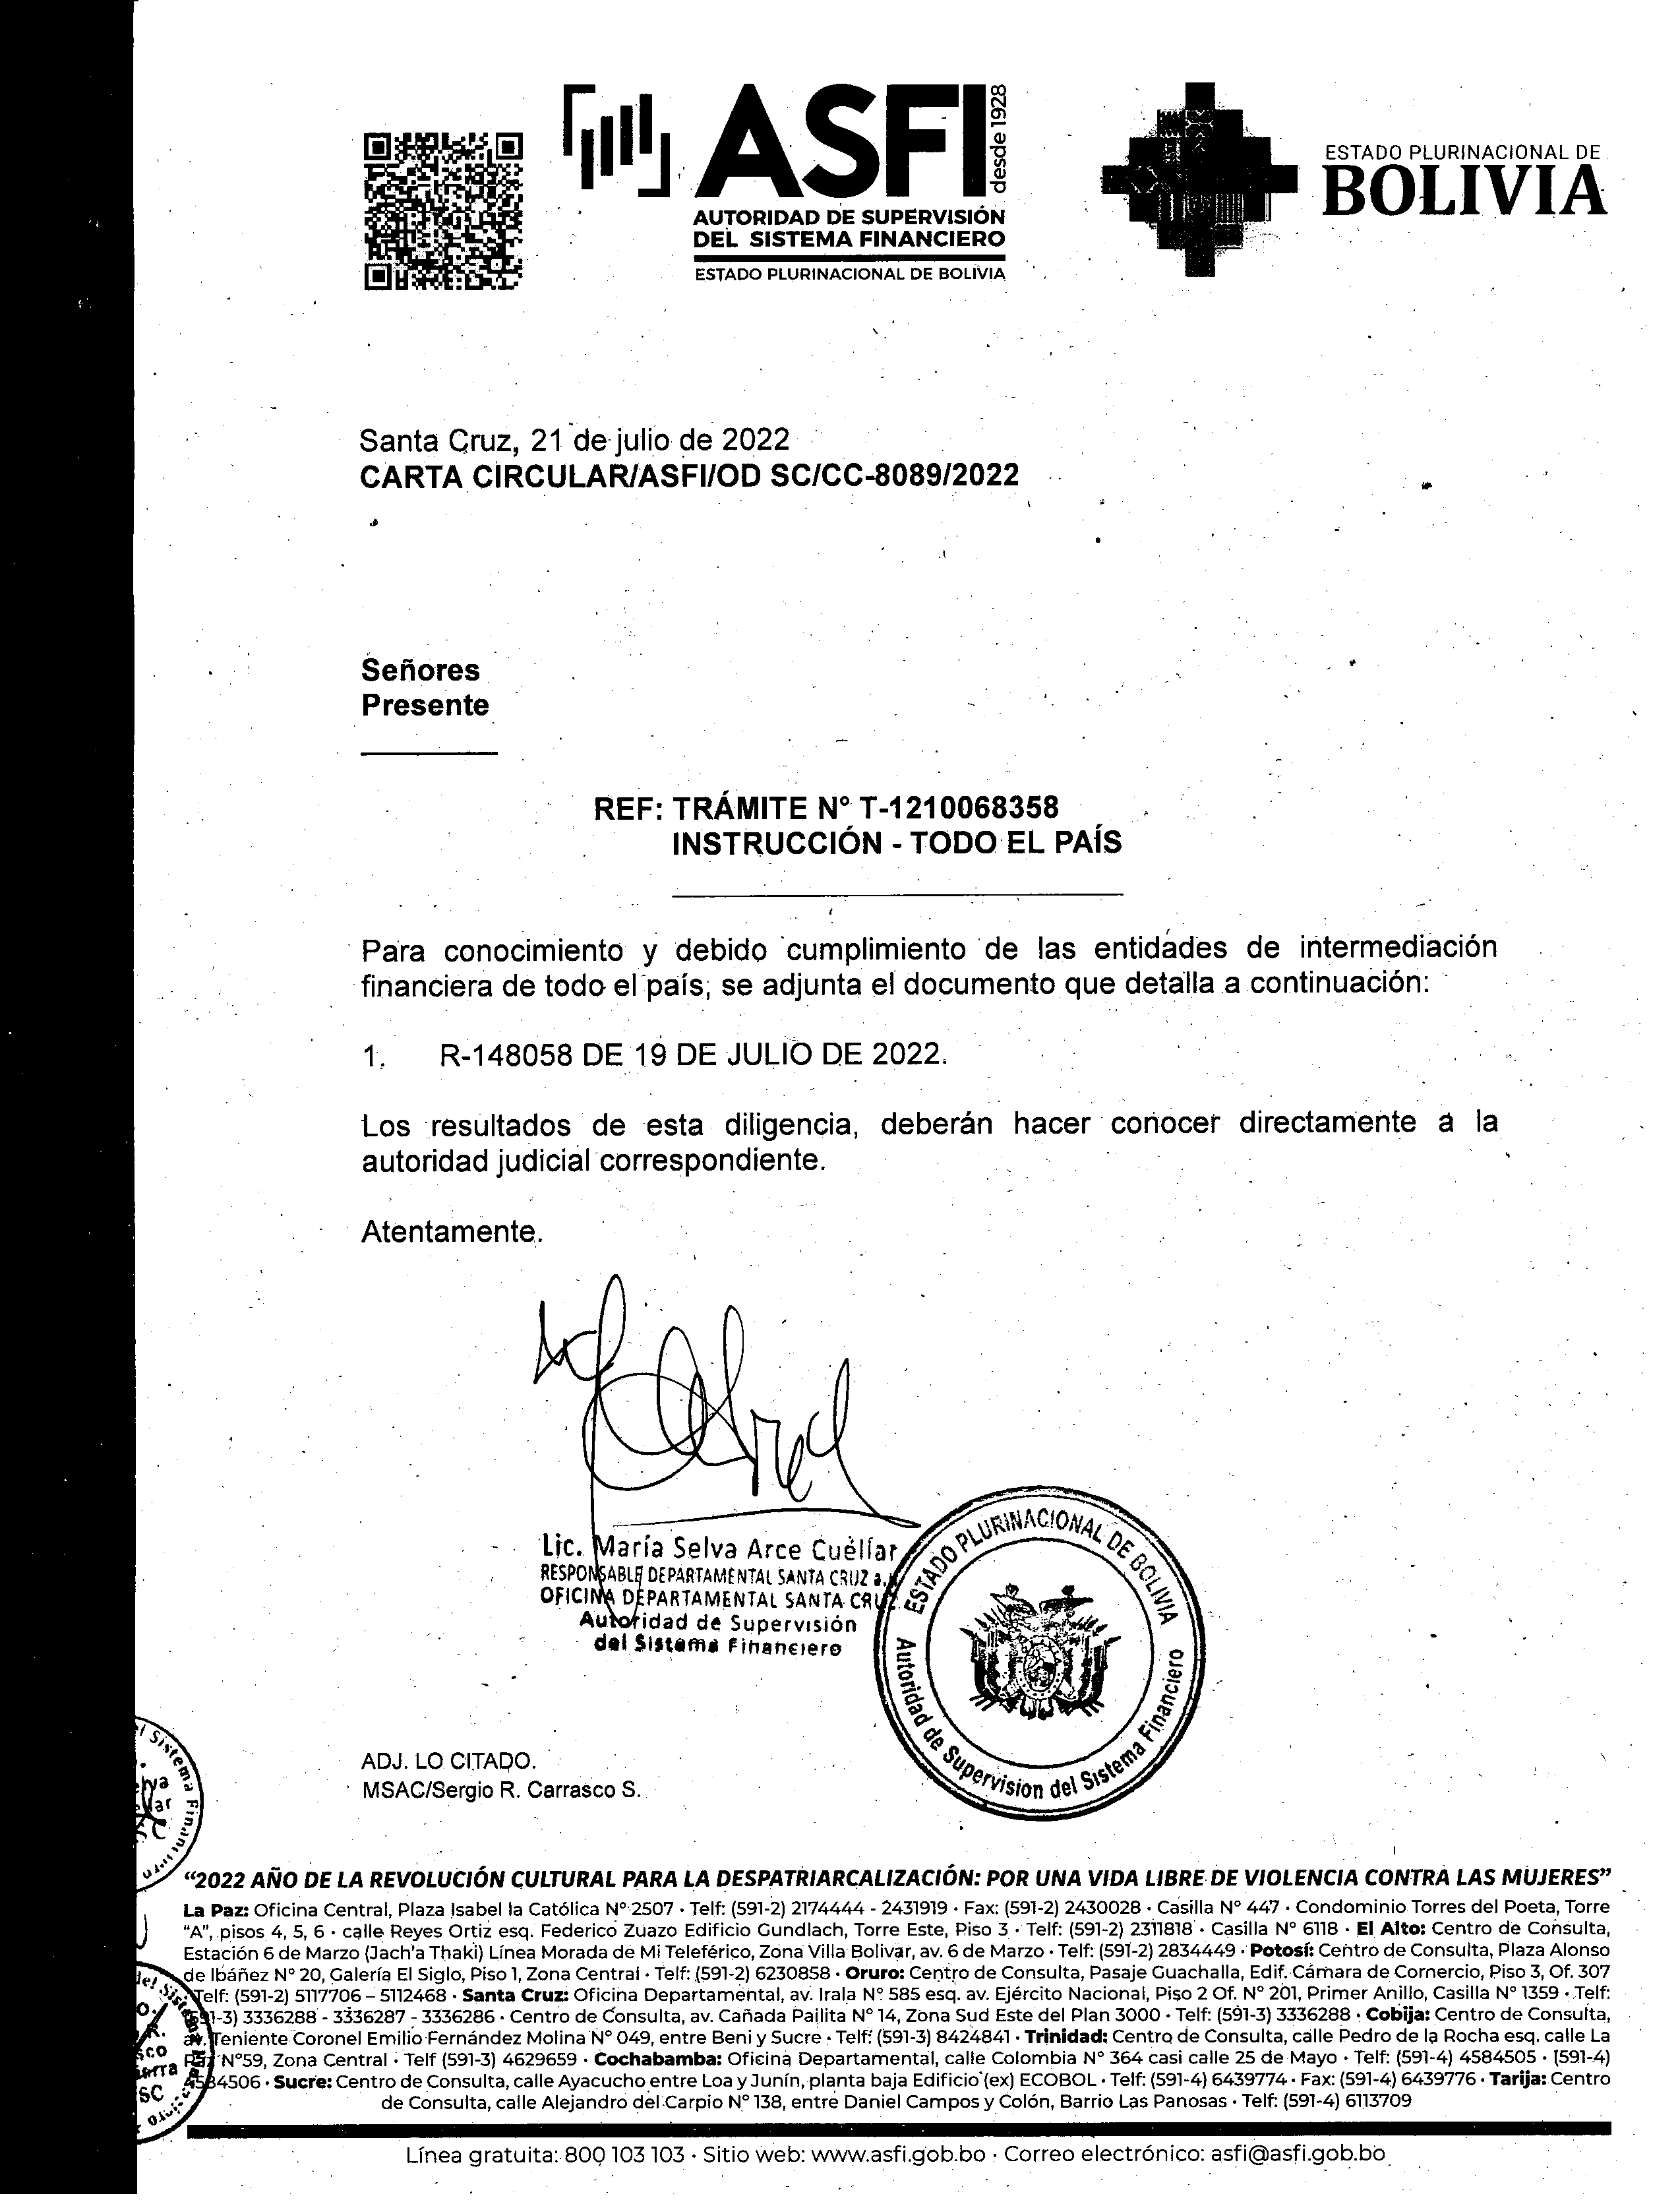 ASFI
desde 1928
AUTORIDAD DE SUPERVISIÓN
DEL SISTEMA FINANCIERO
ESTADO PLURINACIONAL DE BOLIVIA
ESTADO PLURINACIONAL DE
BOLIVIA
Santa Cruz, 21 de julio de 2022
CARTA CIRCULAR/ASFI/OD SC/CC-8089/2022
Señores
Presente
REF: TRÁMITE Nº T-1210068358
INSTRUCCIÓN - TODO EL PAÍS
Para conocimiento y debido cumplimiento de las entidades de intermediación
financiera de todo el país, se adjunta el documento que detalla a continuación:
1. R-148058 DE 19 DE JULIO DE 2022.
Los resultados de esta diligencia, deberán hacer conocer directamente a la
autoridad judicial correspondiente.
Atentamente.
Lic. María Selva Arce Cuéllar
RESPONSABLE DEPARTAMENTAL SANTA CRUZ a.
OFICINA DEPARTAMENTAL SANTA CRUZ
Autoridad de Supervisión
del Sistema Financiero
ESTADO PLURINACIONAL DE BOLIVIA
Autoridad de Supervision del Sistema Financiero
ADJ. LO CITADO.
MSAC/Sergio R. Carrasco S.
“2022 AÑO DE LA REVOLUCIÓN CULTURAL PARA LA DESPATRIARCALIZACIÓN: POR UNA VIDA LIBRE DE VIOLENCIA CONTRA LAS MUJERES”
La Paz: Oficina Central, Plaza Isabel la Católica Nº 2507 · Telf: (591-2) 2174444 - 2431919 · Fax: (591-2) 2430028 · Casilla Nº 447 · Condominio Torres del Poeta, Torre
“A”, pisos 4, 5, 6 · calle Reyes Ortiz esq. Federico Zuazo Edificio Gundlach, Torre Este, Piso 3 · Telf: (591-2) 2311818 · Casilla Nº 6118 · El Alto: Centro de Consulta,
Estación 6 de Marzo (Jach'a Thaki) Línea Morada de Mi Teleférico, Zona Villa Bolivar, av. 6 de Marzo · Telf: (591-2) 2834449 · Potosí: Centro de Consulta, Plaza Alonso
de Ibáñez Nº 20, Galería El Siglo, Piso 1, Zona Central · Telf: (591-2) 6230858 · Oruro: Centro de Consulta, Pasaje Guachalla, Edif. Cámara de Comercio, Piso 3, Of. 307
Telf: (591-2) 5117706 – 5112468 · Santa Cruz: Oficina Departamental, av. Irala Nº 585 esq. av. Ejército Nacional, Piso 2 Of. Nº 201, Primer Anillo, Casilla Nº 1359 · Telf:
(591-3) 3336288 - 3336287 - 3336286 · Centro de Consulta, av. Cañada Pailita Nº 14, Zona Sud Este del Plan 3000 · Telf: (591-3) 3336288 · Cobija: Centro de Consulta,
av. Teniente Coronel Emilio Fernández Molina Nº 049, entre Beni y Sucre · Telf: (591-3) 8424841 · Trinidad: Centro de Consulta, calle Pedro de la Rocha esq. calle La
Paz Nº59, Zona Central · Telf (591-3) 4629659 · Cochabamba: Oficina Departamental, calle Colombia Nº 364 casi calle 25 de Mayo · Telf: (591-4) 4584505 · (591-4)
4584506 · Sucre: Centro de Consulta, calle Ayacucho entre Loa y Junín, planta baja Edificio (ex) ECOBOL · Telf: (591-4) 6439774 · Fax: (591-4) 6439776 · Tarija: Centro
de Consulta, calle Alejandro del Carpio Nº 138, entre Daniel Campos y Colón, Barrio Las Panosas · Telf: (591-4) 6113709
Línea gratuita: 800 103 103 · Sitio web: www.asfi.gob.bo · Correo electrónico: asfi@asfi.gob.bo